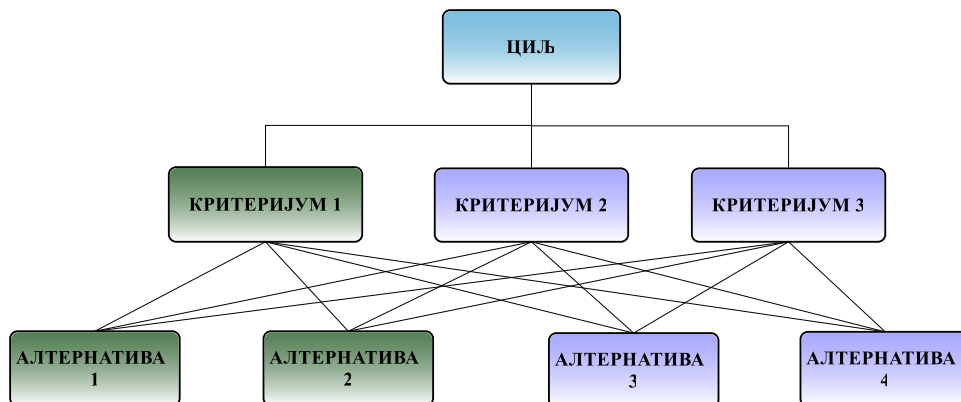 ЦИЉ
КРИТЕРИЈУМ 1
КРИТЕРИЈУМ 2
КРИТЕРИЈУМ 3
АЛТЕРНАТИВА
1
АЛТЕРНАТИВА
2
АЛТЕРНАТИВА
3
АЛТЕРНАТИВА
4